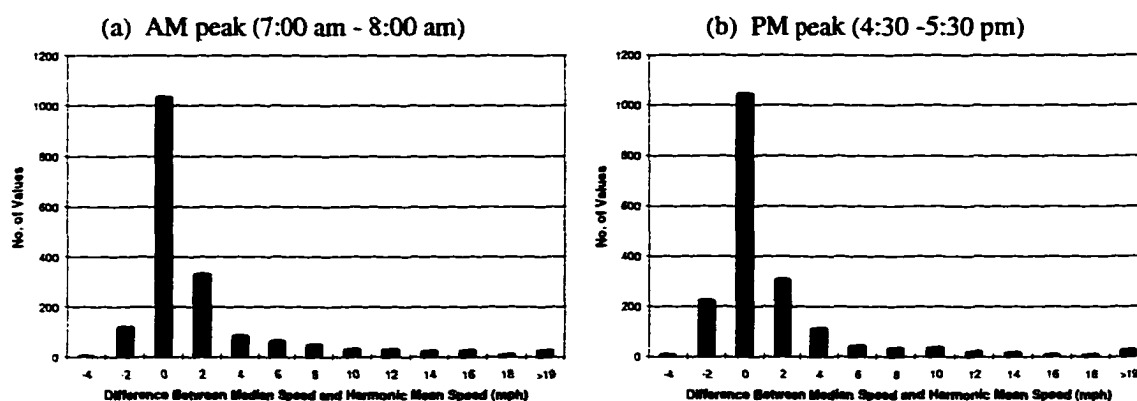 (a) AM peak (7:00 am - 8:00 am)
1200
1000
800
600
400
200
0
No. of Values
-4 -2 0 2 4 6 8 10 12 14 16 18 >19
Difference Between Median Speed and Harmonic Mean Speed (mph)
(b) PM peak (4:30 -5:30 pm)
1200
1000
800
600
400
200
0
No. of Values
-4 -2 0 2 4 6 8 10 12 14 16 18 >19
Difference Between Median Speed and Harmonic Mean Speed (mph)